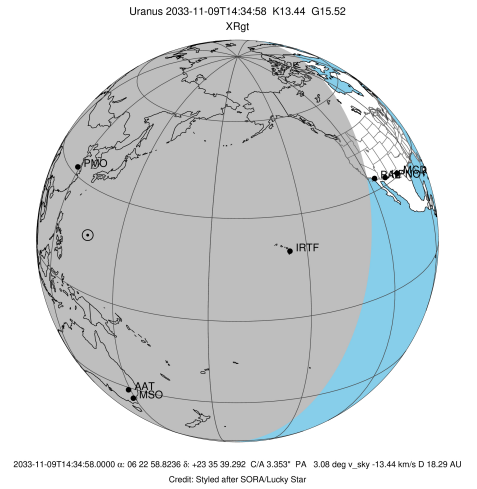 Uranus 2033-11-09T14:34:58 K13.44 G15.52
XRgt
PMO
IRTF
AAT
MSO
2033-11-09T14:34:58.0000 α: 06 22 58.8236 δ: +23 35 39.292 C/A 3.353" PA 3.08 deg v_sky -13.44 km/s D 18.29 AU
Credit: Styled after SORA/Lucky Star